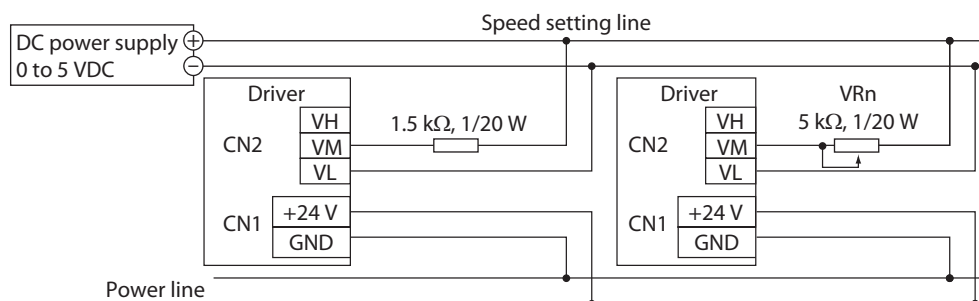 Speed setting line
DC power supply +
0 to 5 VDC −
Driver
CN2
VH
VM
VL
1.5 kΩ, 1/20 W
CN1
+24 V
GND
Driver
CN2
VH
VM
VL
VRn
5 kΩ, 1/20 W
CN1
+24 V
GND
Power line